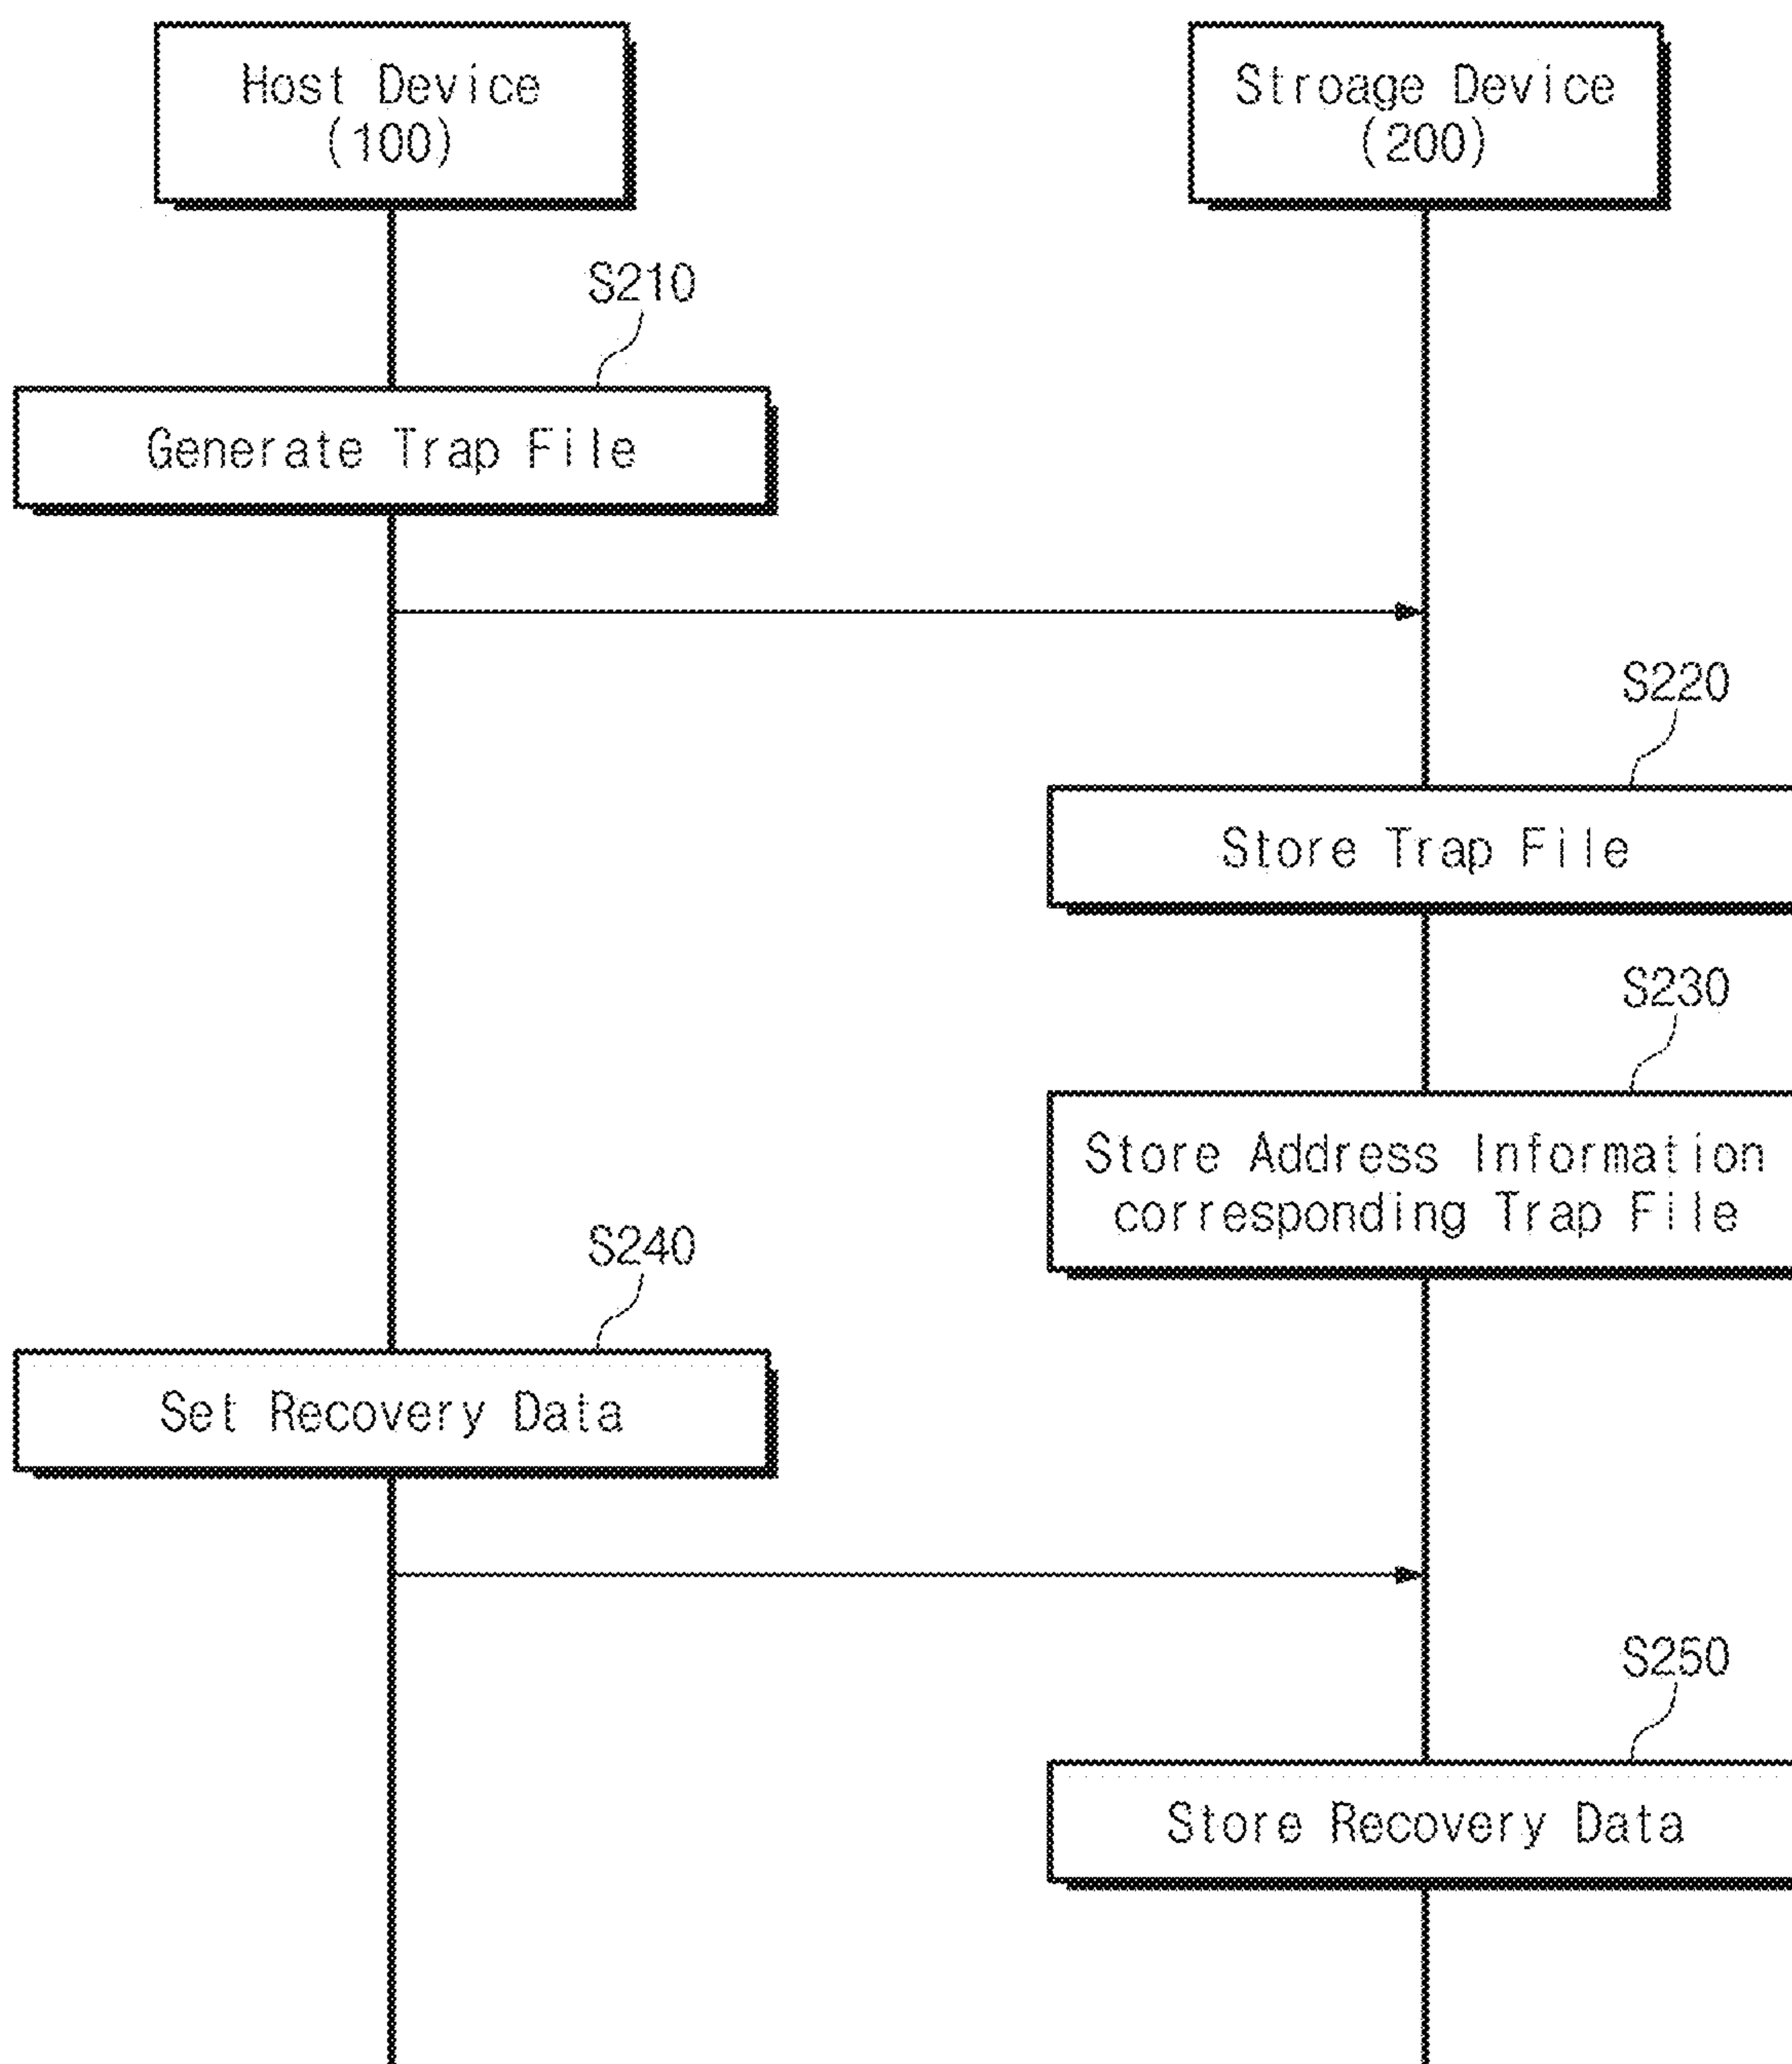 Host Device
(100)
Stroage Device
(200)
S210
Generate Trap File
S220
Store Trap File
S230
Store Address Information
corresponding Trap File
S240
Set Recovery Data
S250
Store Recovery Data